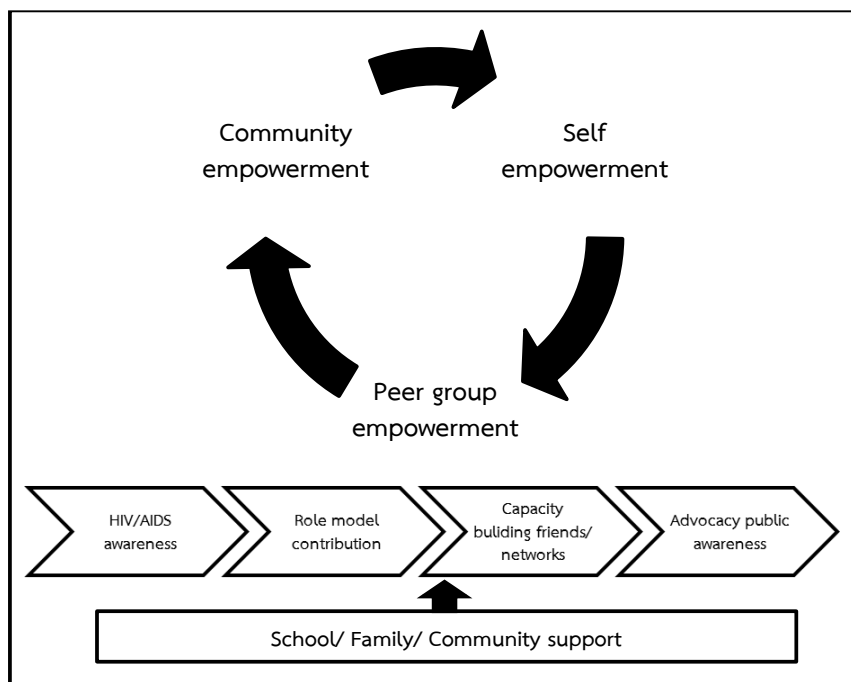 Community
empowerment
Self
empowerment
Peer group
empowerment
HIV/AIDS
awareness
Role model
contribution
Capacity
buliding friends/
networks
Advocacy public
awareness
School/ Family/ Community support